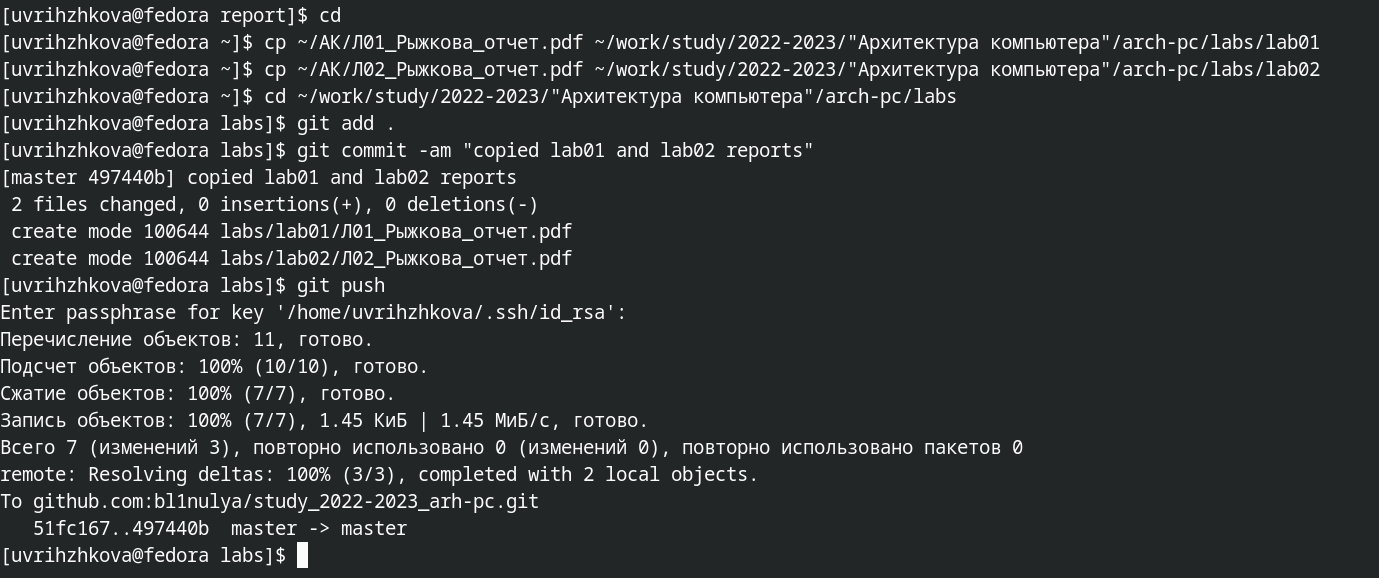 [uvrihzhkova@fedora report]$ cd
[uvrihzhkova@fedora ~]$ cp ~/АК/Л01_Рыжкова_отчет.pdf ~/work/study/2022-2023/"Архитектура компьютера"/arch-pc/labs/lab01
[uvrihzhkova@fedora ~]$ cp ~/АК/Л02_Рыжкова_отчет.pdf ~/work/study/2022-2023/"Архитектура компьютера"/arch-pc/labs/lab02
[uvrihzhkova@fedora ~]$ cd ~/work/study/2022-2023/"Архитектура компьютера"/arch-pc/labs
[uvrihzhkova@fedora labs]$ git add .
[uvrihzhkova@fedora labs]$ git commit -am "copied lab01 and lab02 reports"
[master 497440b] copied lab01 and lab02 reports
 2 files changed, 0 insertions(+), 0 deletions(-)
 create mode 100644 labs/lab01/Л01_Рыжкова_отчет.pdf
 create mode 100644 labs/lab02/Л02_Рыжкова_отчет.pdf
[uvrihzhkova@fedora labs]$ git push
Enter passphrase for key '/home/uvrihzhkova/.ssh/id_rsa':
Перечисление объектов: 11, готово.
Подсчет объектов: 100% (10/10), готово.
Сжатие объектов: 100% (7/7), готово.
Запись объектов: 100% (7/7), 1.45 КиБ | 1.45 МиБ/с, готово.
Всего 7 (изменений 3), повторно использовано 0 (изменений 0), повторно использовано пакетов 0
remote: Resolving deltas: 100% (3/3), completed with 2 local objects.
To github.com:bl1nulya/study_2022-2023_arh-pc.git
   51fc167..497440b  master -> master
[uvrihzhkova@fedora labs]$